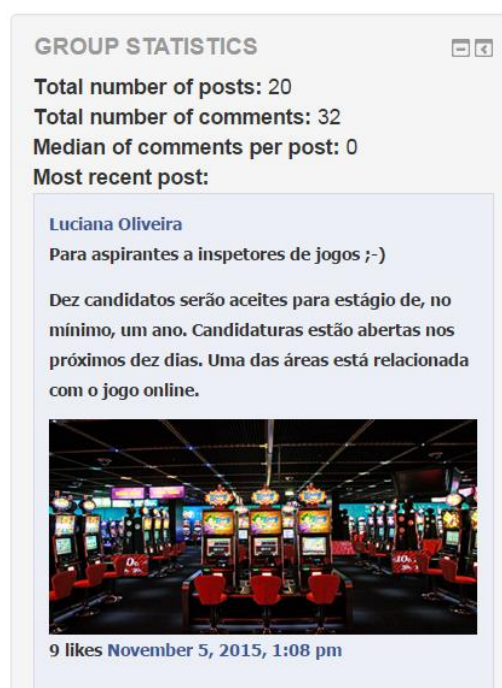 GROUP STATISTICS
Total number of posts: 20
Total number of comments: 32
Median of comments per post: 0
Most recent post:
Luciana Oliveira
Para aspirantes a inspetores de jogos ;-)
Dez candidatos serão aceites para estágio de, no
mínimo, um ano. Candidaturas estão abertas nos
próximos dez dias. Uma das áreas está relacionada
com o jogo online.
9 likes November 5, 2015, 1:08 pm